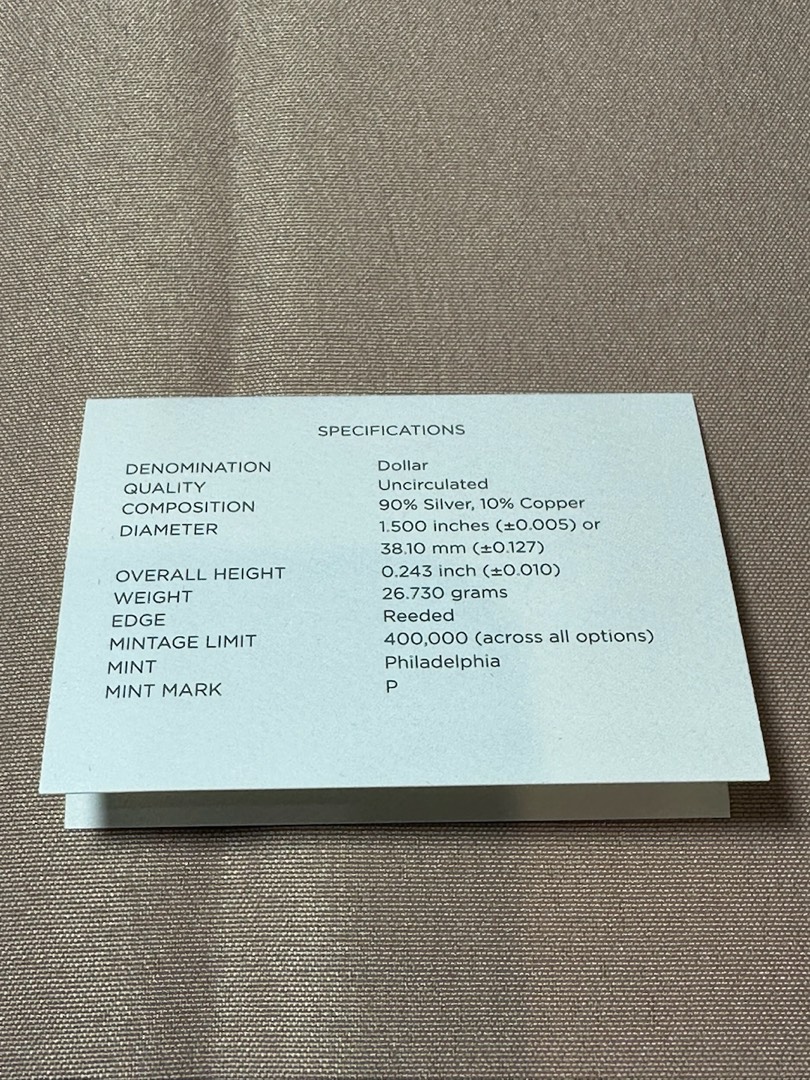 SPECIFICATIONS
DENOMINATION Dollar
QUALITY Uncirculated
COMPOSITION 90% Silver, 10% Copper
DIAMETER 1.500 inches (±0.005) or
38.10 mm (±0.127)
OVERALL HEIGHT 0.243 inch (±0.010)
WEIGHT 26.730 grams
EDGE Reeded
MINTAGE LIMIT 400,000 (across all options)
MINT Philadelphia
MINT MARK P